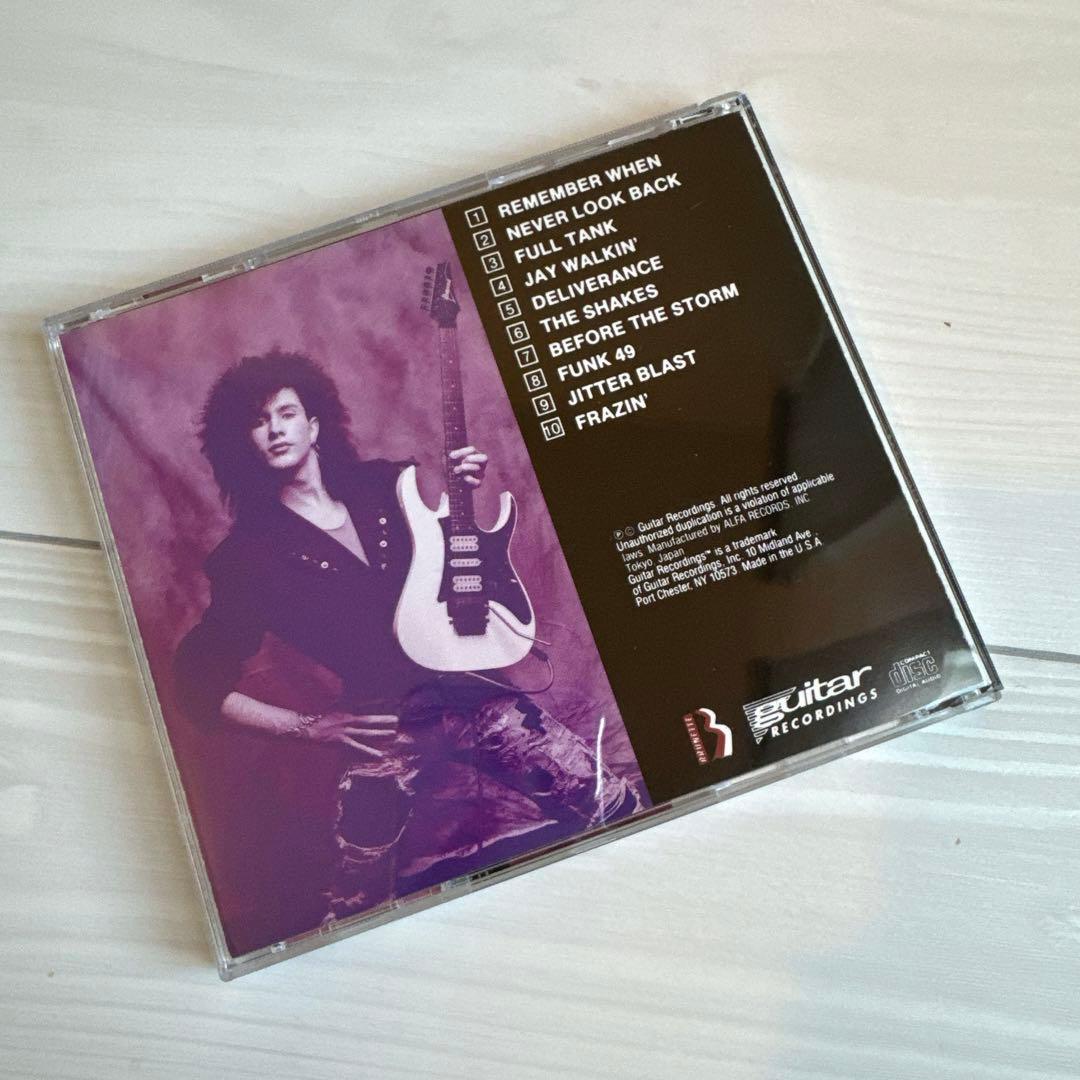 1 REMEMBER WHEN
2 NEVER LOOK BACK
3 FULL TANK
4 JAY WALKIN'
5 DELIVERANCE
6 THE SHAKES
7 BEFORE THE STORM
8 FUNK 49
9 JITTER BLAST
10 FRAZIN'
℗ © Guitar Recordings. All rights reserved
Unauthorized duplication is a violation of applicable
laws. Manufactured by ALFA RECORDS, INC
Tokyo Japan
Guitar Recordings™ is a trademark
of Guitar Recordings, Inc. 10 Midland Ave
Port Chester, NY 10573. Made in the U S A
BRUNETTE
guitar
RECORDINGS
COMPACT
disc
DIGITAL AUDIO
Ibanez